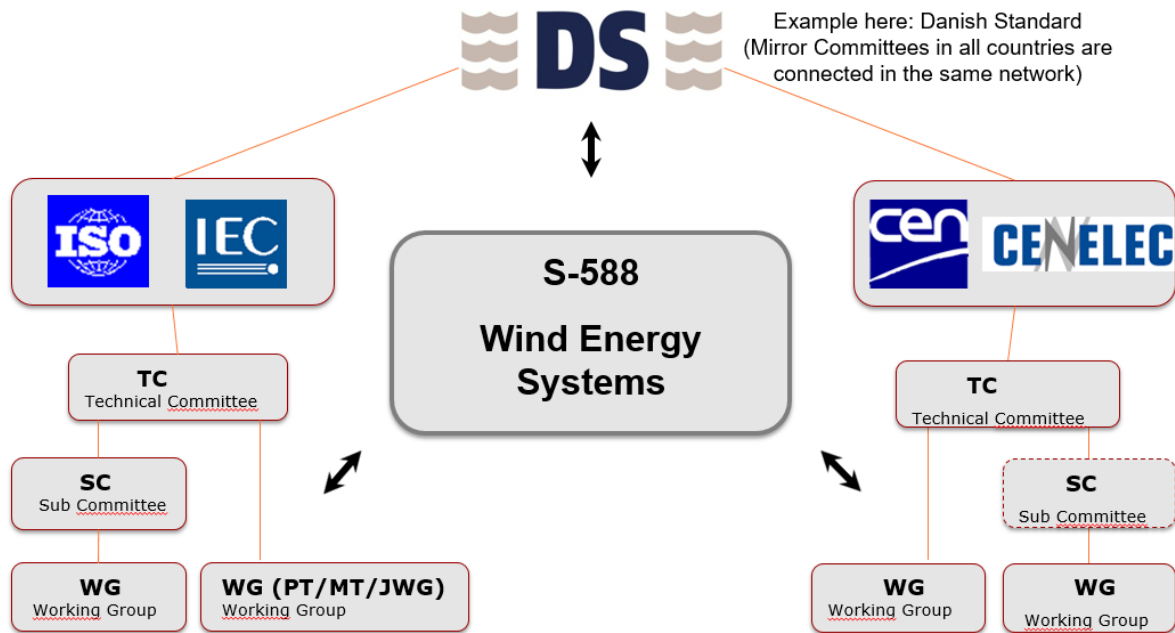 DS
Example here: Danish Standard
(Mirror Committees in all countries are
connected in the same network)
ISO
IEC
cen
CENELEC
S-588
Wind Energy
Systems
TC
Technical Committee
SC
Sub Committee
WG
Working Group
WG (PT/MT/JWG)
Working Group
TC
Technical Committee
SC
Sub Committee
WG
Working Group
WG
Working Group